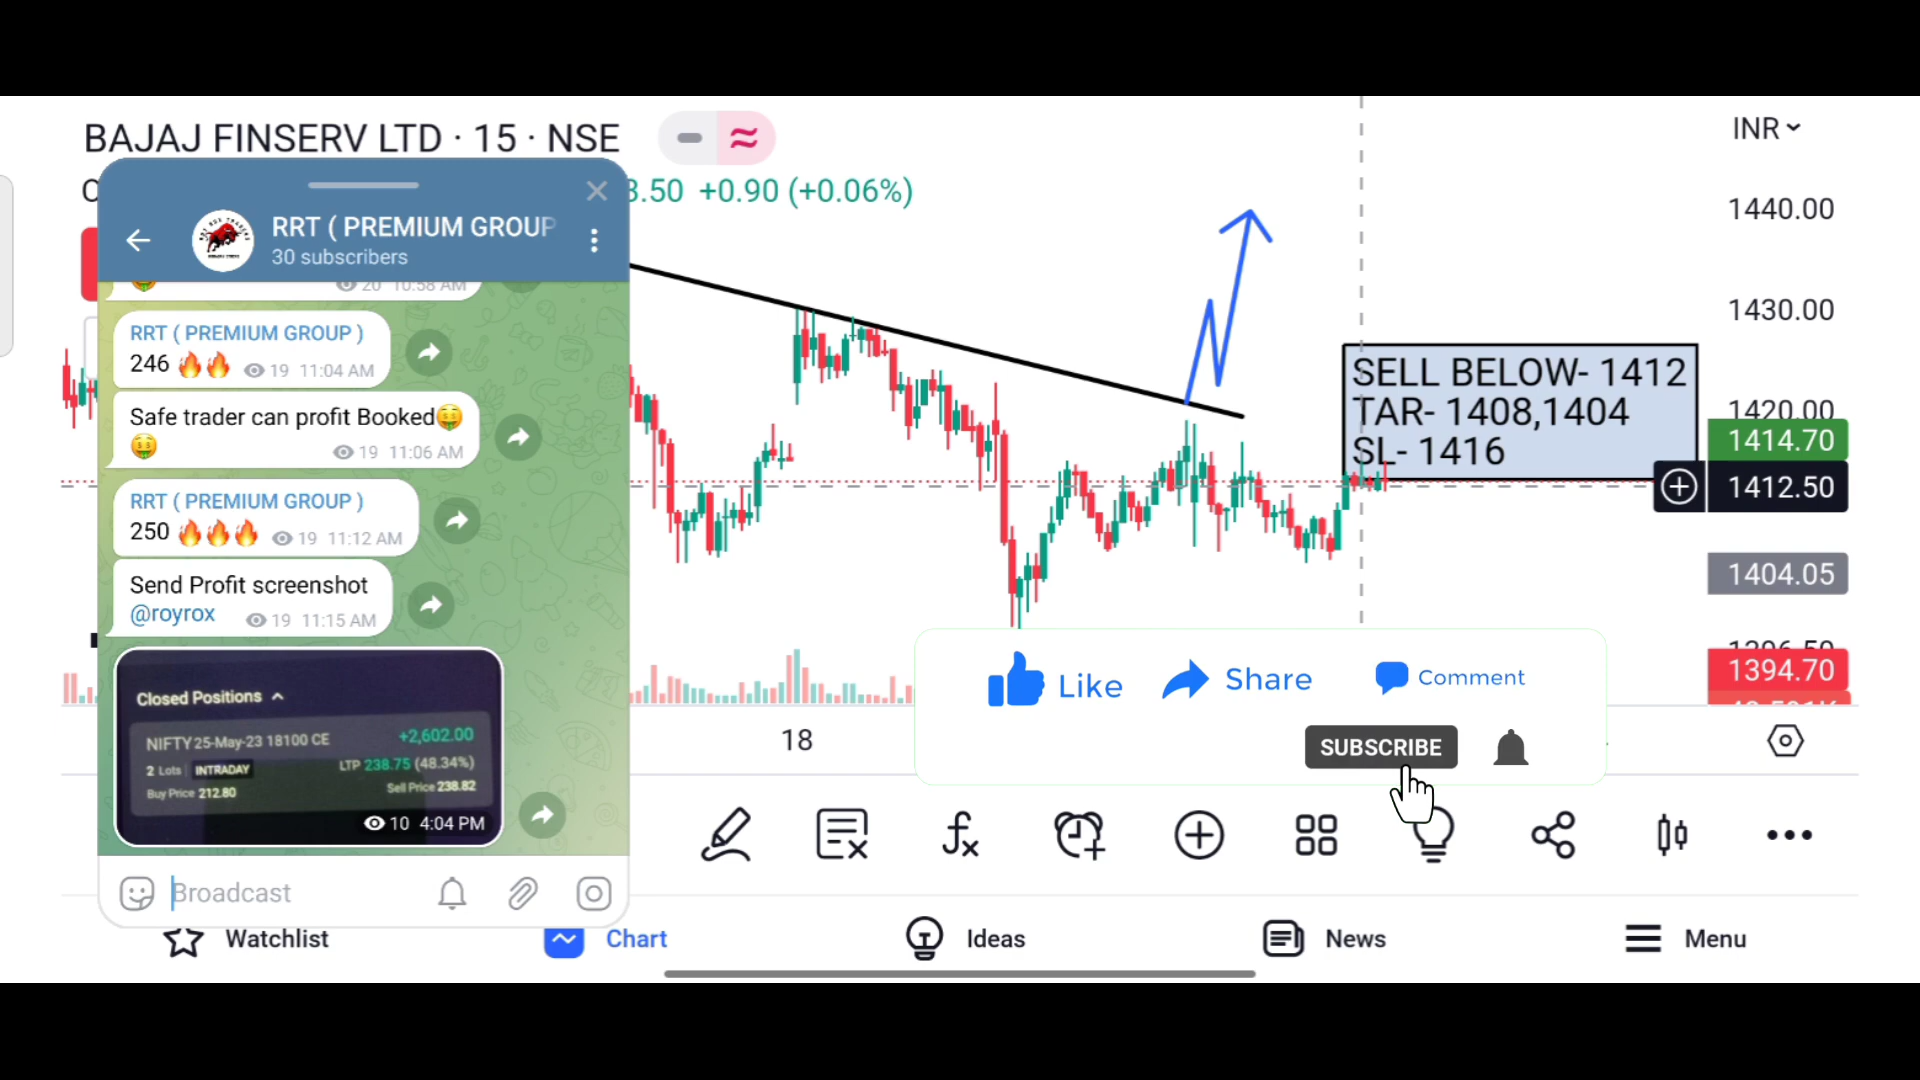 BAJAJ FINSERV LTD · 15 · NSE
INR
3.50 +0.90 (+0.06%)
RRT ( PREMIUM GROUP
30 subscribers
20 10:58 AM
RRT ( PREMIUM GROUP )
246 🔥🔥 19 11:04 AM
Safe trader can profit Booked🤑
🤑 19 11:06 AM
RRT ( PREMIUM GROUP )
250 🔥🔥🔥 19 11:12 AM
Send Profit screenshot
@royrox 19 11:15 AM
Closed Positions
NIFTY 25-May-23 18100 CE +2,602.00
2 Lots INTRADAY LTP 238.75 (48.34%)
Buy Price 212.80 Sell Price 238.82
10 4:04 PM
Broadcast
SELL BELOW- 1412
TAR- 1408,1404
SL- 1416
1440.00
1430.00
1420.00
1414.70
1412.50
1404.05
1394.70
18
Like
Share
Comment
SUBSCRIBE
Watchlist
Chart
Ideas
News
Menu